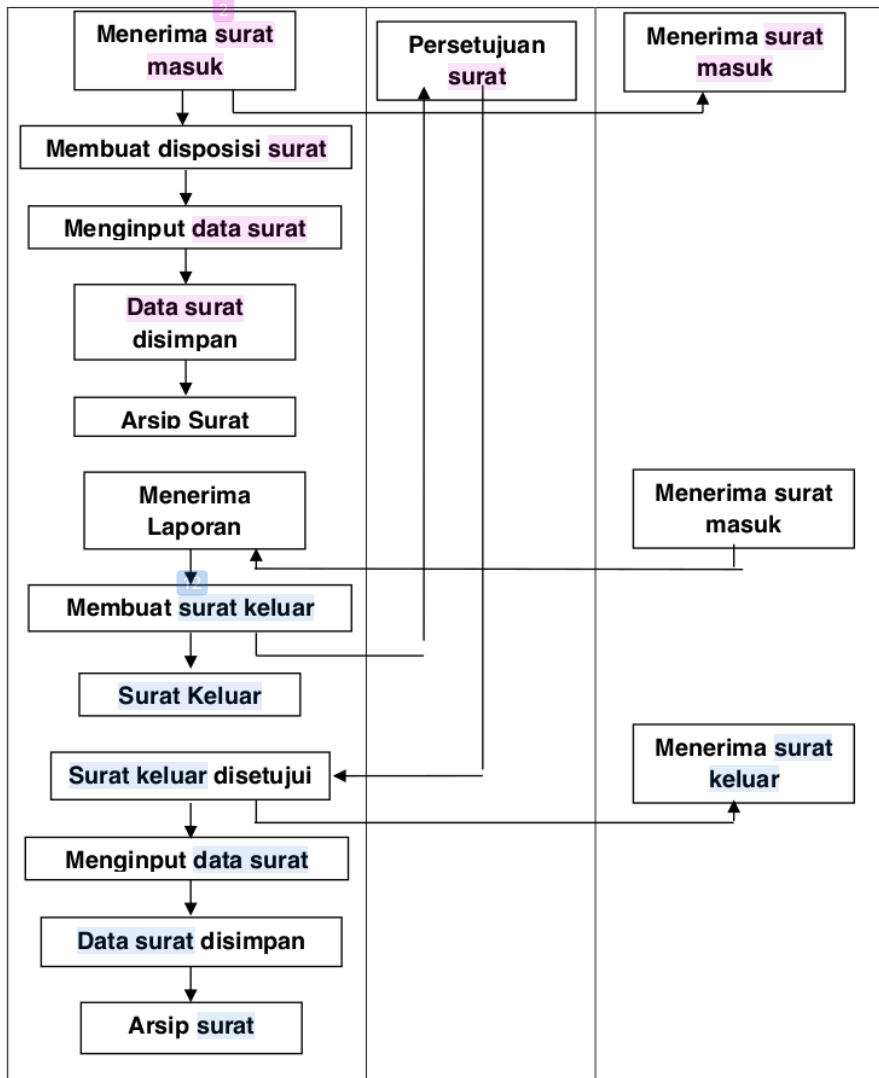 2
Menerima surat
masuk
Persetujuan
surat
Menerima surat
masuk
Membuat disposisi surat
Menginput data surat
Data surat
disimpan
Arsip Surat
Menerima
Laporan
Menerima surat
masuk
12
Membuat surat keluar
Surat Keluar
Surat keluar disetujui
Menerima surat
keluar
Menginput data surat
Data surat disimpan
Arsip surat